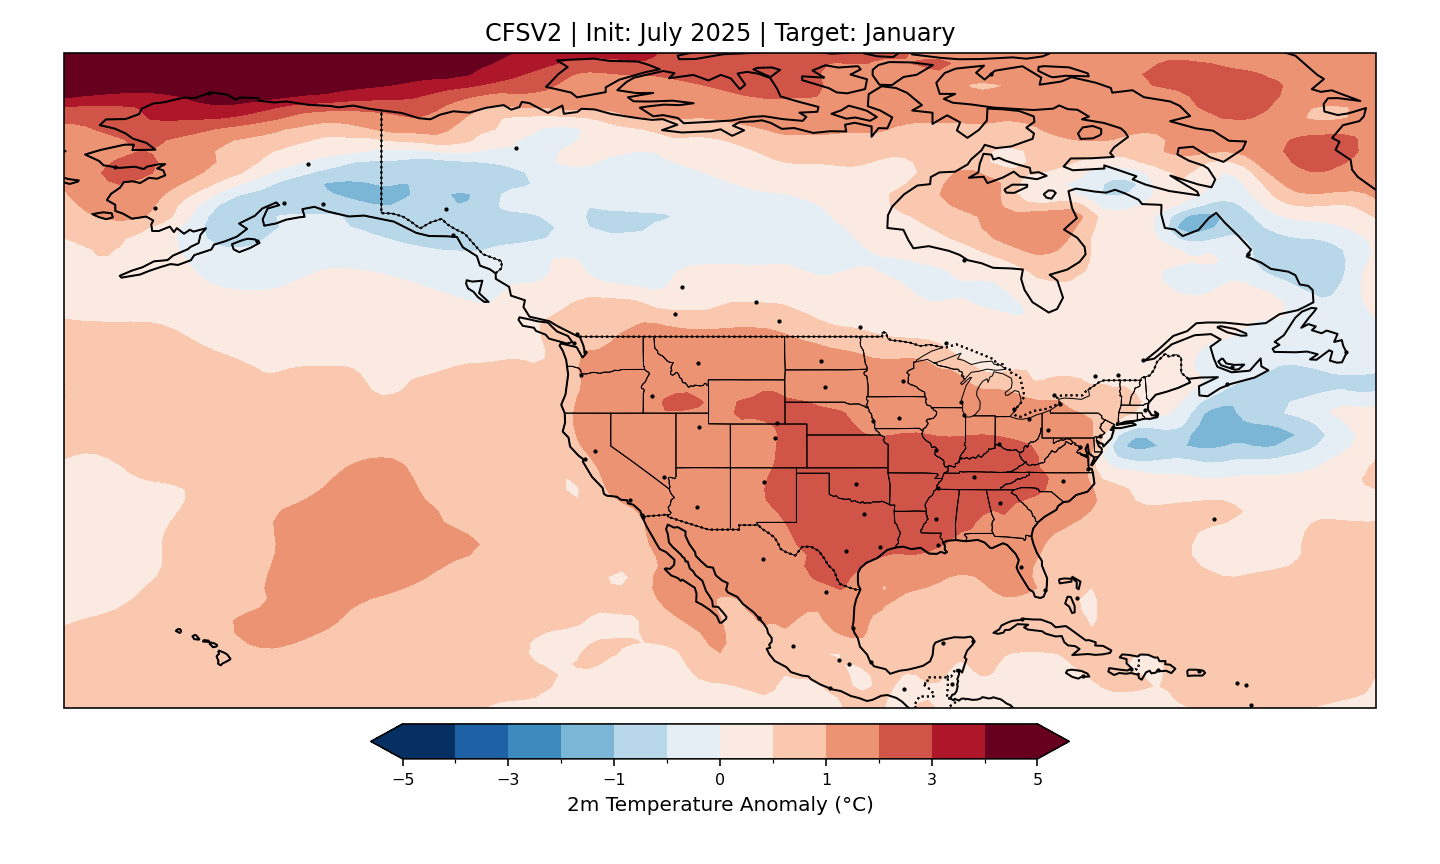 CFSV2 | Init: July 2025 | Target: January
−5 −3 −1 0 1 3 5
2m Temperature Anomaly (°C)